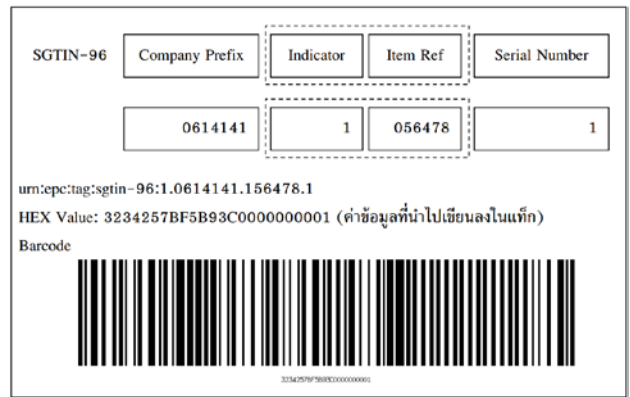 SGTIN-96 Company Prefix Indicator Item Ref Serial Number
0614141 1 056478 1
urn:epc:tag:sgtin-96:1.0614141.156478.1
HEX Value: 3234257BF5B93C0000000001 (ค่าข้อมูลที่นำไปเขียนลงในแท็ก)
Barcode
3234257BF5B93C0000000001